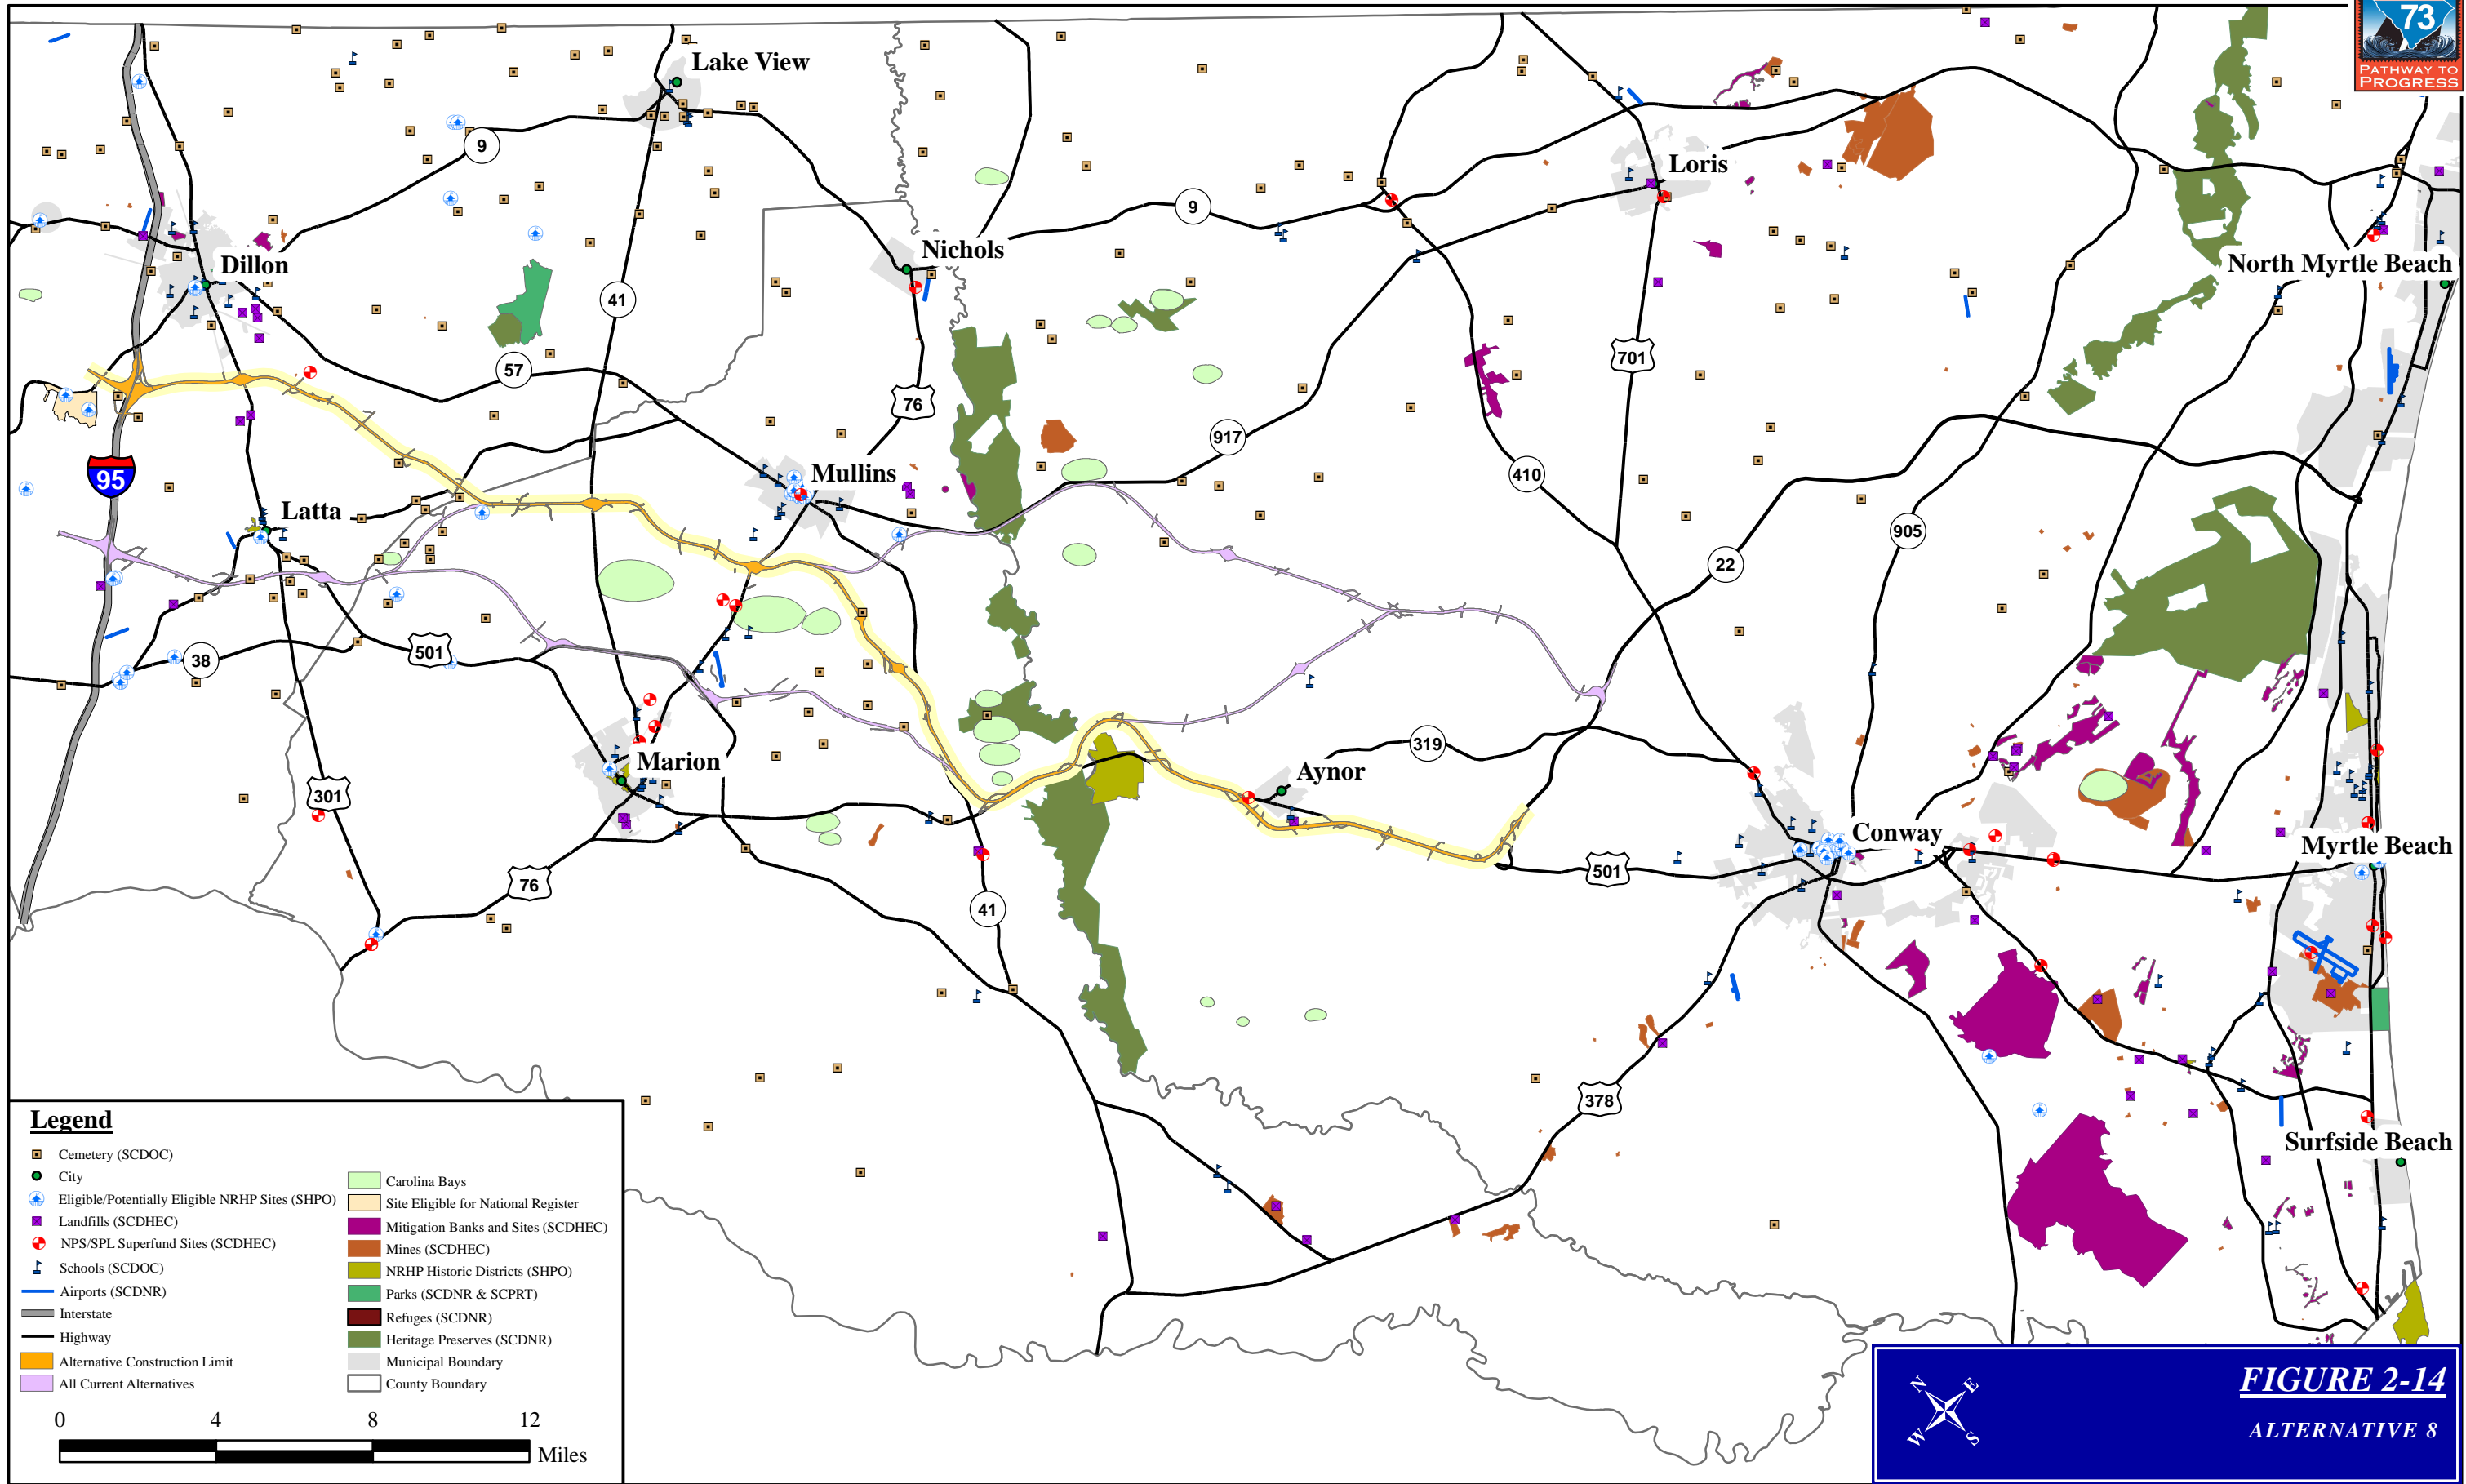 73
PATHWAY TO
PROGRESS
Lake View
9
Loris
9
Nichols
Dillon
North Myrtle Beach
41
701
57
76
917
95
Mullins
410
Latta
905
22
38
501
319
Marion
Aynor
301
Conway
Myrtle Beach
501
76
41
378
Surfside Beach
Legend
Cemetery (SCDOC)
City
Eligible/Potentially Eligible NRHP Sites (SHPO)
Landfills (SCDHEC)
NPS/SPL Superfund Sites (SCDHEC)
Schools (SCDOC)
Airports (SCDNR)
Interstate
Highway
Alternative Construction Limit
All Current Alternatives
Carolina Bays
Site Eligible for National Register
Mitigation Banks and Sites (SCDHEC)
Mines (SCDHEC)
NRHP Historic Districts (SHPO)
Parks (SCDNR & SCPRT)
Refuges (SCDNR)
Heritage Preserves (SCDNR)
Municipal Boundary
County Boundary
0 4 8 12
Miles
N E
W S
FIGURE 2-14
ALTERNATIVE 8